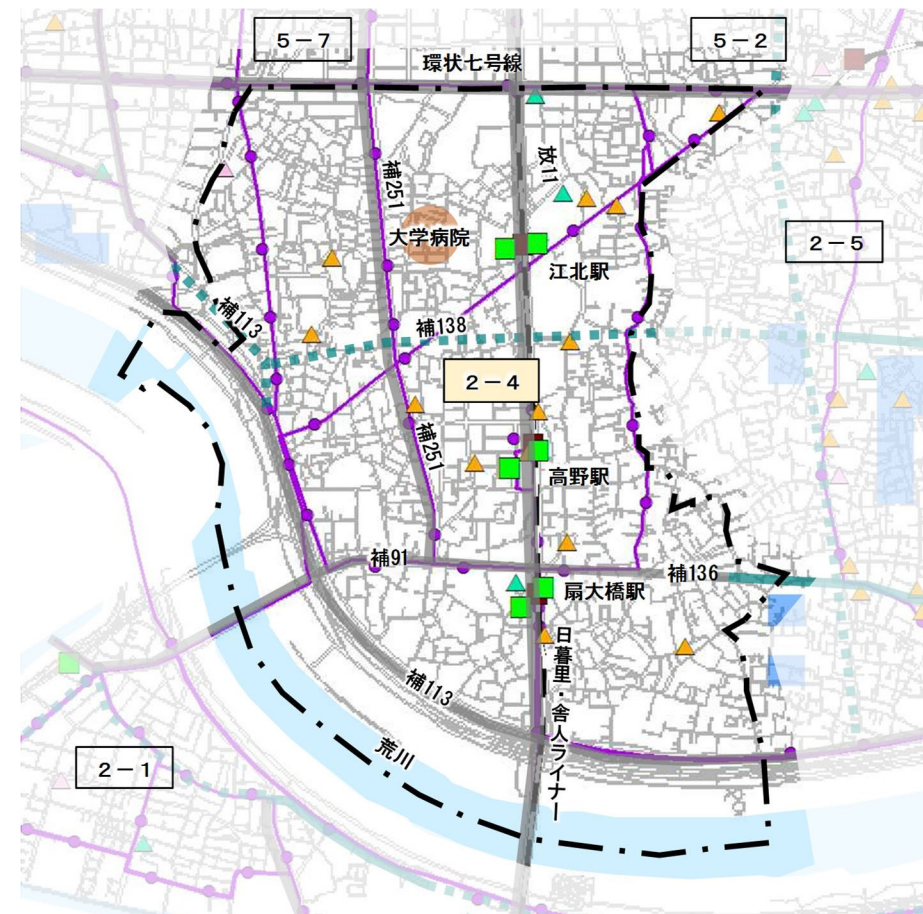 5-7
5-2
環状七号線
放11
補251
大学病院
2-5
江北駅
補113
補138
2-4
補251
高野駅
補91
補136
扇大橋駅
日暮里・舎人ライナー
補113
荒川
2-1